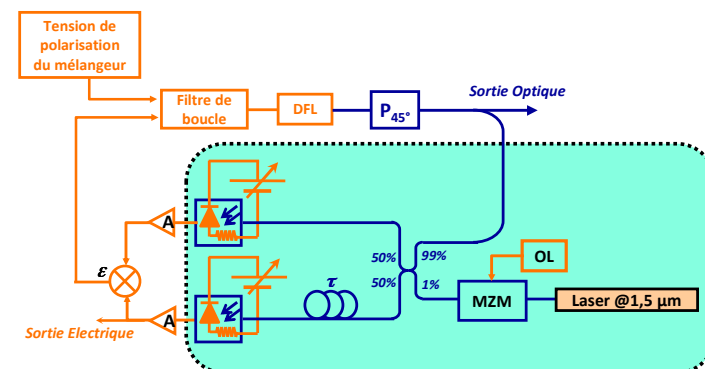 Tension de
polarisation
du mélangeur
Filtre de
boucle
DFL
P45°
Sortie Optique
A
50%
99%
OL
ε
50%
1%
τ
MZM
Laser @1,5 µm
A
Sortie Electrique